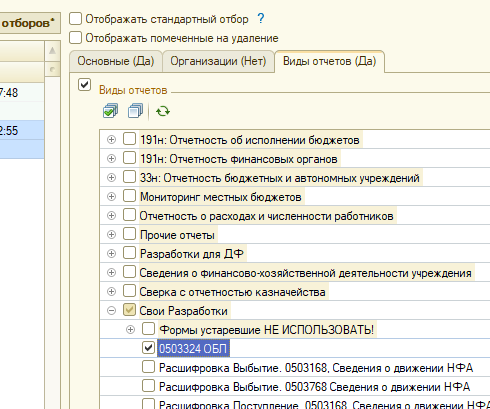 отборов*
Отображать стандартный отбор ?
Отображать помеченные на удаление
Основные (Да) Организации (Нет) Виды отчетов (Да)
Виды отчетов
7:48
2:55
191н: Отчетность об исполнении бюджетов
191н: Отчетность финансовых органов
33н: Отчетность бюджетных и автономных учреждений
Мониторинг местных бюджетов
Отчетность о расходах и численности работников
Прочие отчеты
Разработки для ДФ
Сведения о финансово-хозяйственной деятельности учреждения
Сверка с отчетностью казначейства
Свои Разработки
Формы устаревшие НЕ ИСПОЛЬЗОВАТЬ!
0503324 ОБП
Расшифровка Выбытие. 0503168, Сведения о движении НФА
Расшифровка Выбытие. 0503768 Сведения о движении НФА
Расшифровка Поступление. 0503168, Сведения о движении